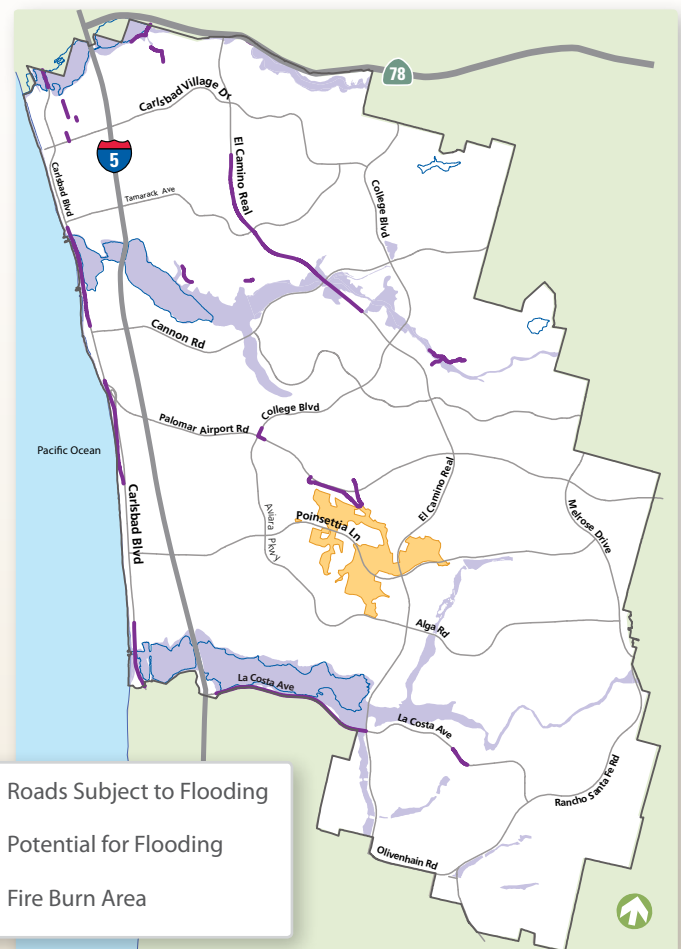 78
Carlsbad Village Dr
5
El Camino Real
Carlsbad Blvd
Tamarack Ave
College Blvd
Cannon Rd
College Blvd
Palomar Airport Rd
Pacific Ocean
El Camino Real
Carlsbad Blvd
Aviara Pkwy
Poinsettia Ln
Melrose Drive
Alga Rd
La Costa Ave
La Costa Ave
Rancho Santa Fe Rd
Olivenhain Rd
Roads Subject to Flooding
Potential for Flooding
Fire Burn Area